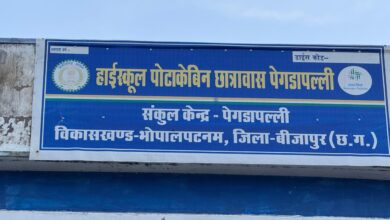 डाईस कोड:-
हाईस्कूल पोटाकेबिन छात्रावास पेगडापल्ली
संकुल केन्द्र - पेगडापल्ली
विकासखण्ड-भोपालपटनम, जिला-बीजापुर (छ.ग.)